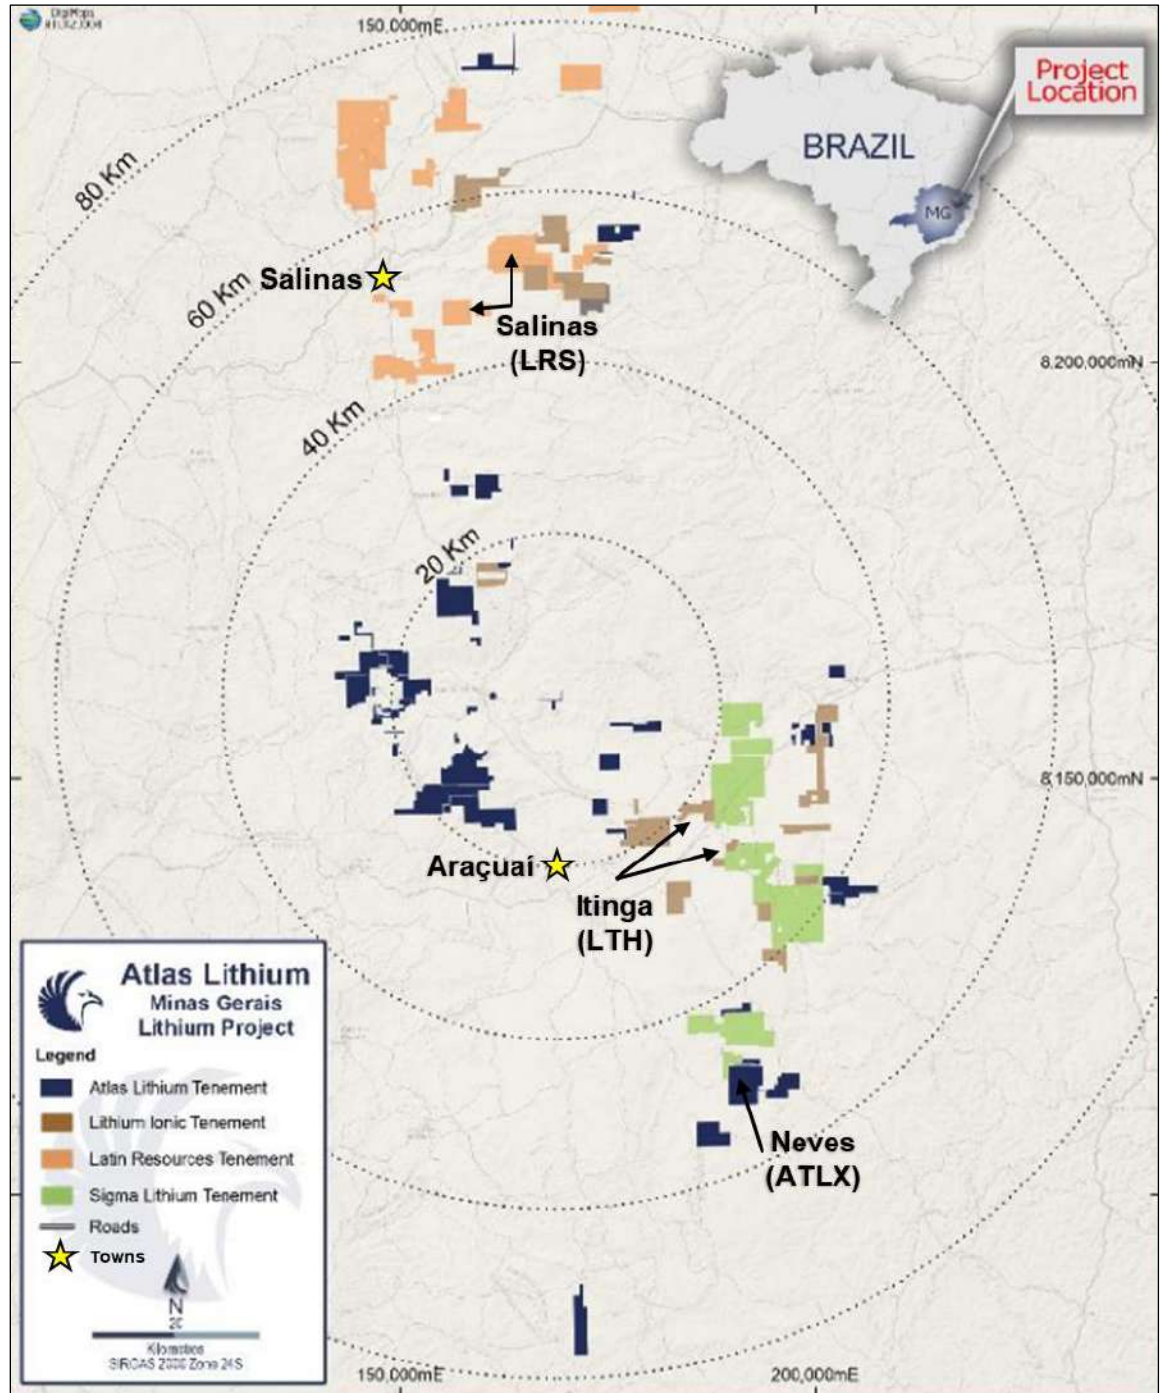 150,000mE
Project
Location
BRAZIL
MG
80 Km
60 Km
Salinas
Salinas
(LRS)
8,200,000mN
40 Km
20 Km
8,150,000mN
Araçuaí
Itinga
(LTH)
Neves
(ATLX)
Atlas Lithium
Minas Gerais
Lithium Project
Legend
Atlas Lithium Tenement
Lithium Ionic Tenement
Latin Resources Tenement
Sigma Lithium Tenement
Roads
Towns
N
20
Kilometers
SIRGAS 2000 Zone 24S
150,000mE
200,000mE